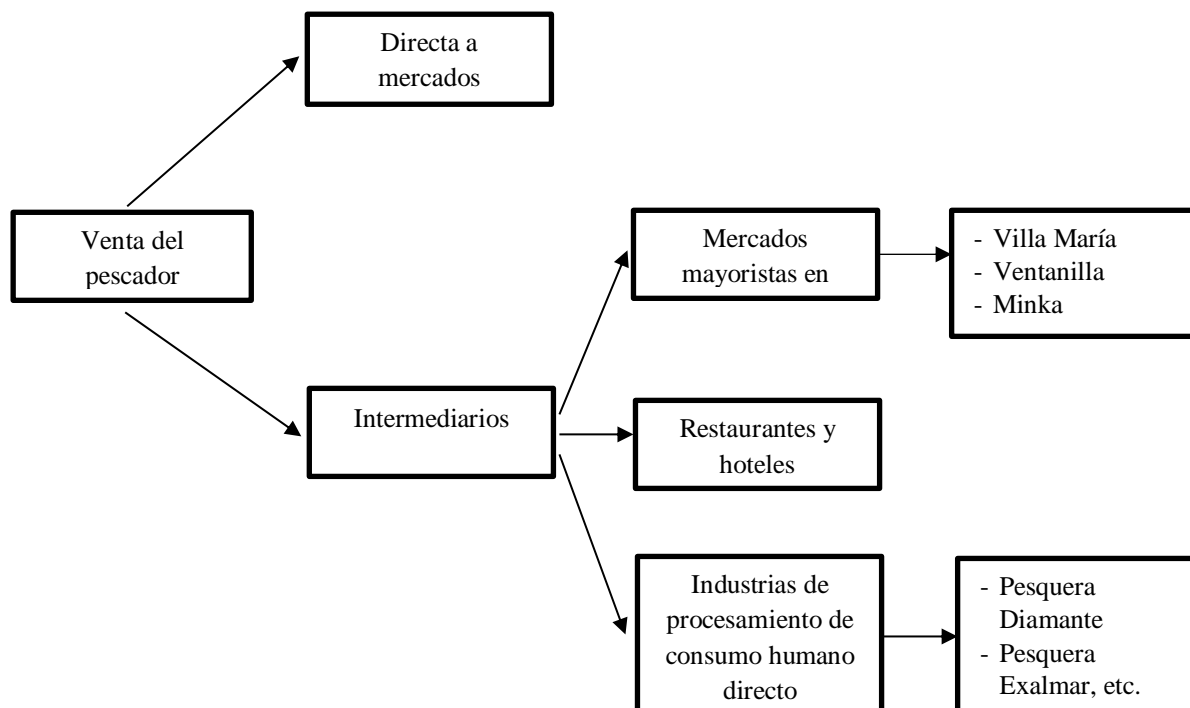 Directa a
mercados
Venta del
pescador
Mercados
mayoristas en
- Villa María
- Ventanilla
- Minka
Intermediarios
Restaurantes y
hoteles
Industrias de
procesamiento de
consumo humano
directo
- Pesquera
Diamante
- Pesquera
Exalmar, etc.